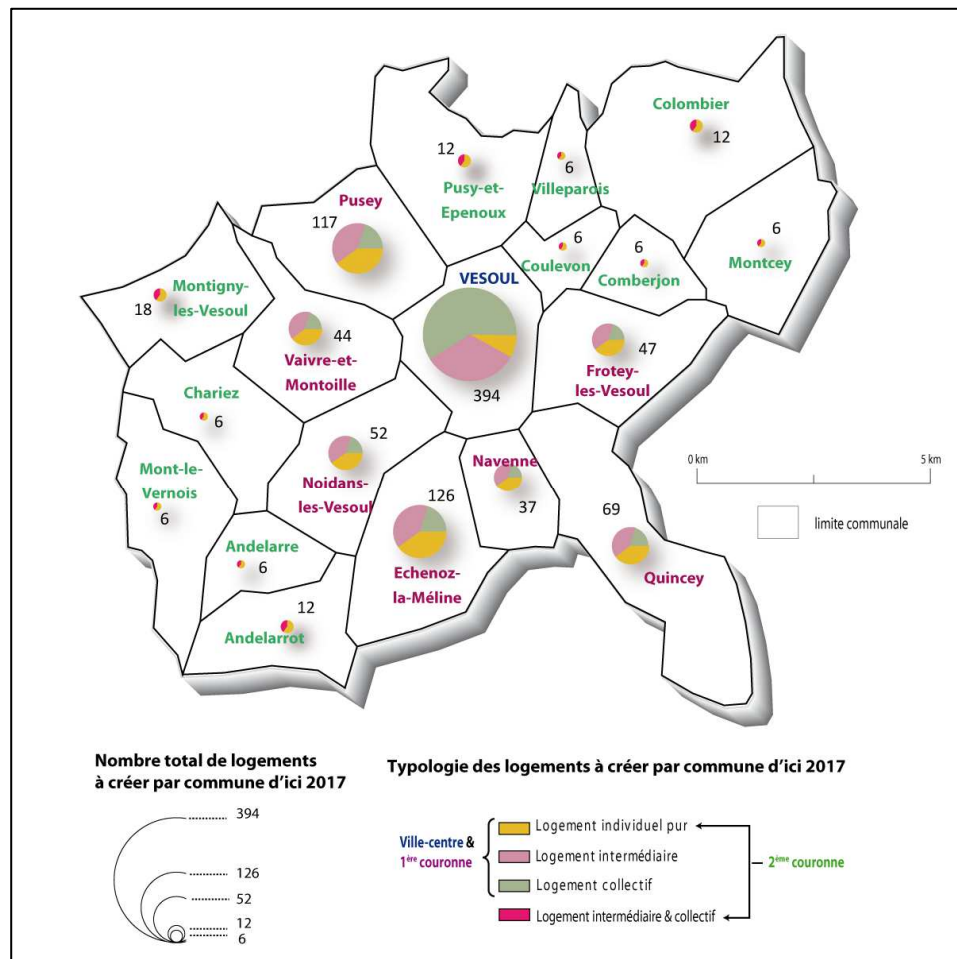 Colombier
12
12
Pusy-et-
Epenoux
6
Villeparois
Pusey
117
6
Coulevon
6
Comberjon
6
Montcey
VESOUL
394
Montigny-
les-Vesoul
18
44
Vaivre-et-
Montoille
47
Frotey-
les-Vesoul
Chariez
6
52
Noidans-
les-Vesoul
Navenne
37
Mont-le-
Vernois
6
126
Echenoz-
la-Méline
69
Quincey
Andelarre
6
12
Andelarrot
0 km
5 km
limite communale
Nombre total de logements
à créer par commune d'ici 2017
394
126
52
12
6
Typologie des logements à créer par commune d'ici 2017
Ville-centre &
1ère couronne
Logement individuel pur
Logement intermédiaire
Logement collectif
Logement intermédiaire & collectif
2ème couronne